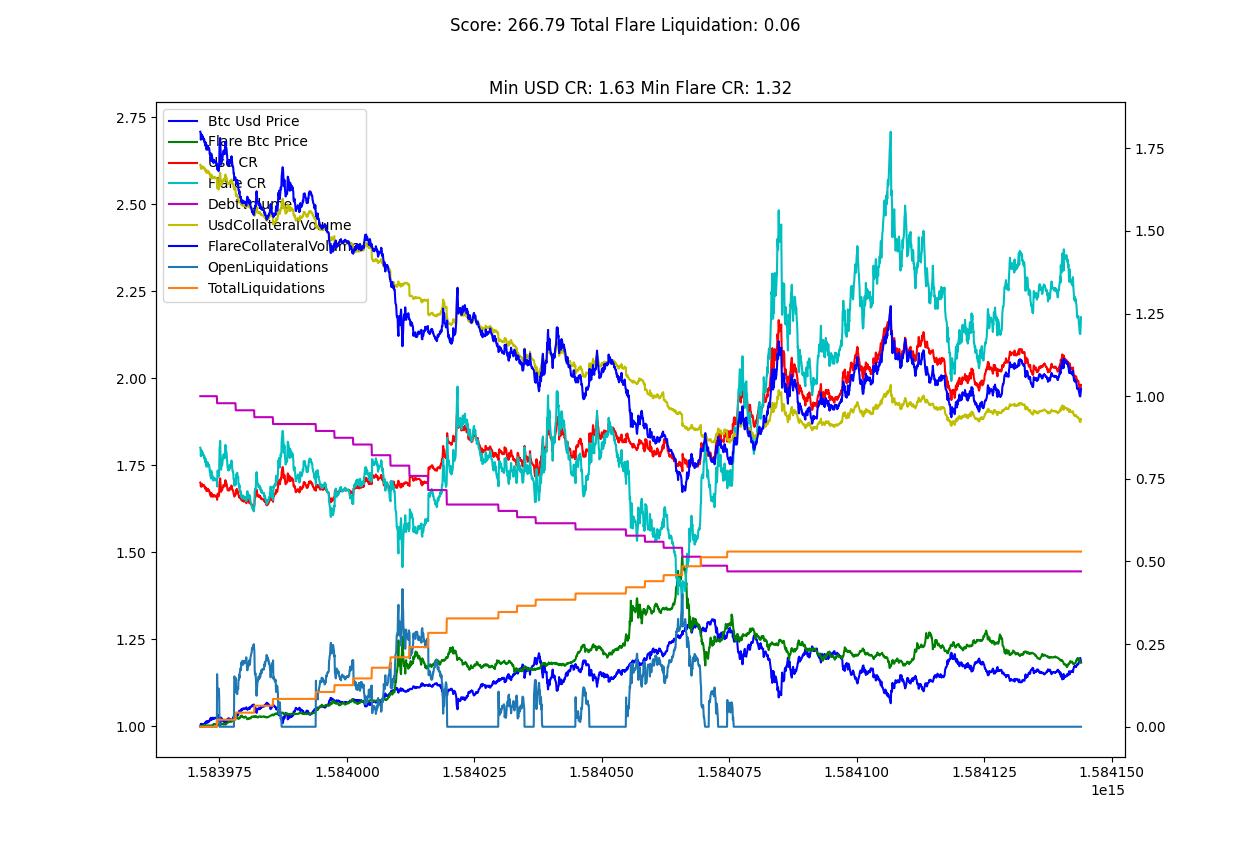 Score: 266.79 Total Flare Liquidation: 0.06
Min USD CR: 1.63 Min Flare CR: 1.32
Btc Usd Price
Flare Btc Price
Usd CR
Flare CR
DebtVolume
UsdCollateralVolume
FlareCollateralVolume
OpenLiquidations
TotalLiquidations
2.75
2.50
2.25
2.00
1.75
1.50
1.25
1.00
1.75
1.50
1.25
1.00
0.75
0.50
0.25
0.00
1.583975 1.584000 1.584025 1.584050 1.584075 1.584100 1.584125 1.584150
1e15